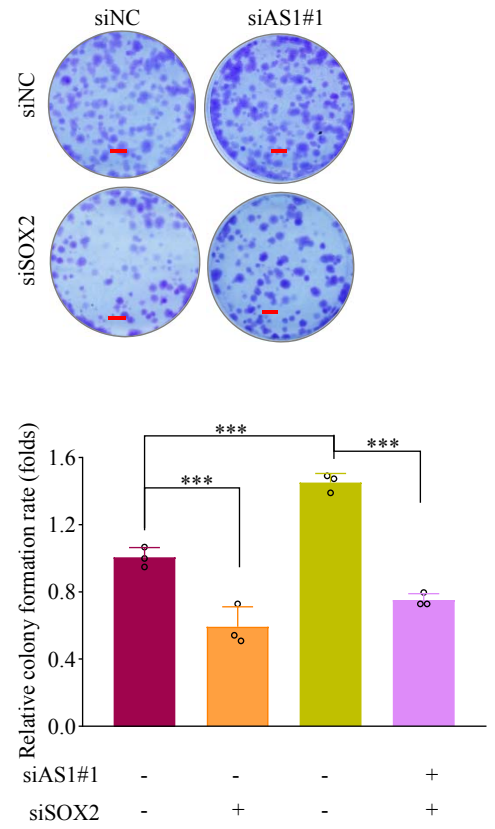 siNC siAS1#1
siNC
siSOX2
Relative colony formation rate (folds)
*** ***
***
1.6
1.2
0.8
0.4
0.0
siAS1#1 - - - +
siSOX2 - + - +